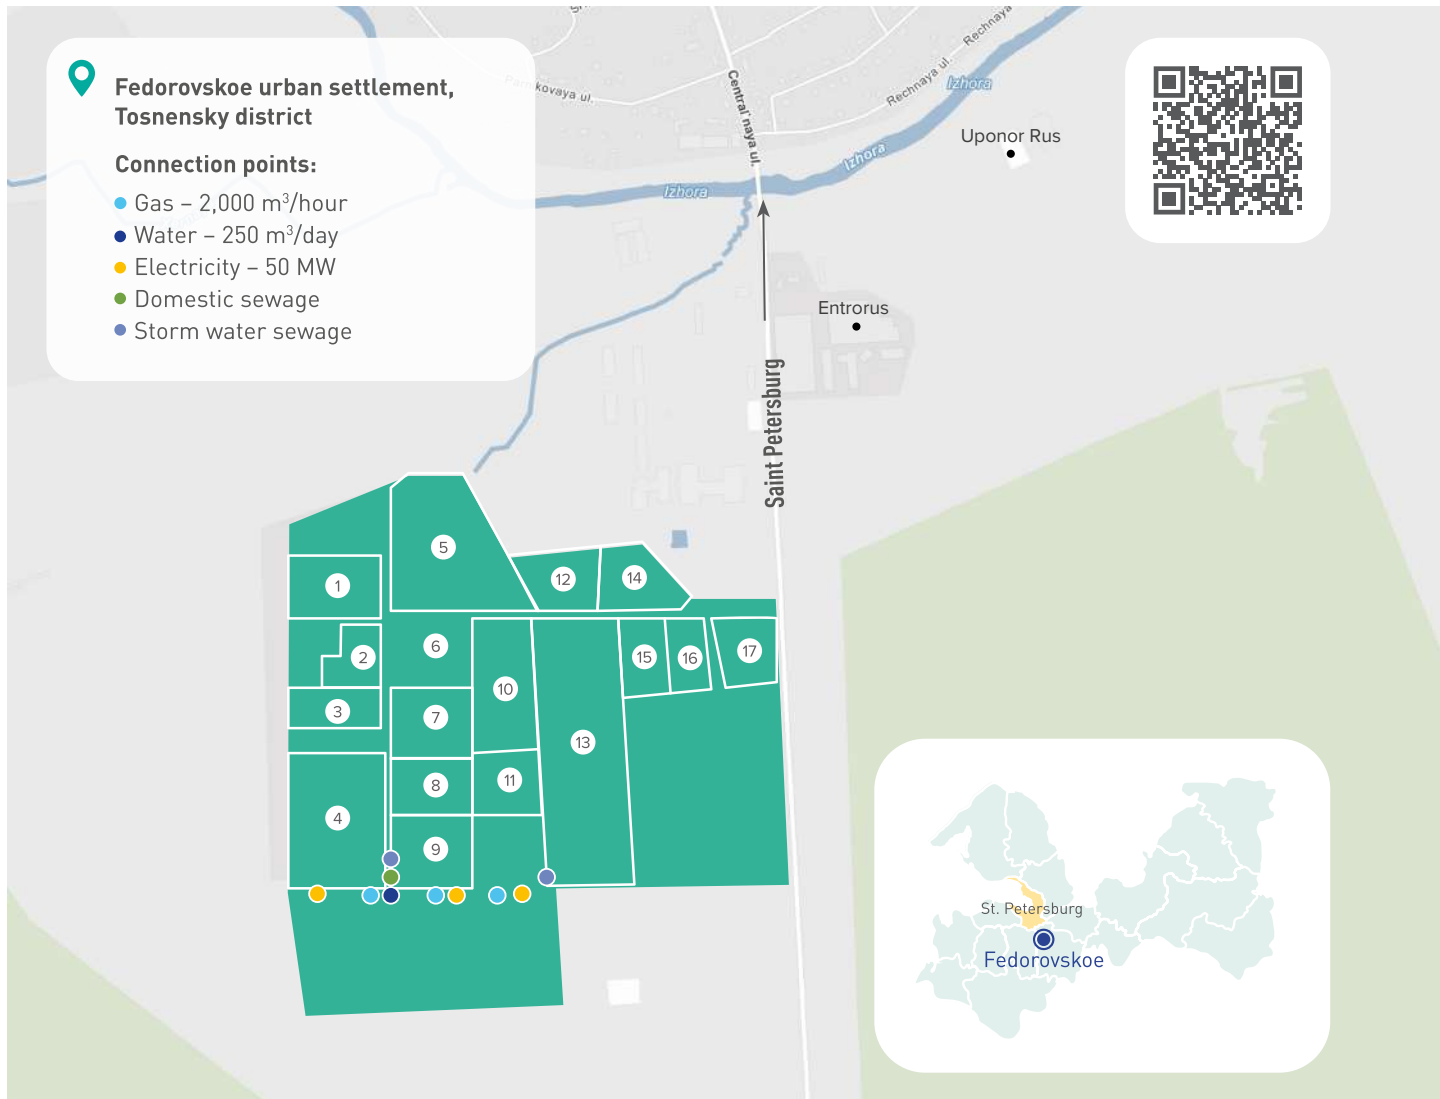 Fedorovskoe urban settlement,
Tosnensky district
Connection points:
Gas – 2,000 m³/hour
Water – 250 m³/day
Electricity – 50 MW
Domestic sewage
Storm water sewage
Parnikovaya ul.
Central'naya ul.
Rechnaya ul.
Rechnaya
Izhora
Izhora
Izhora
Uponor Rus
Entrorus
Saint Petersburg
5
12
14
1
6
2
15
16
17
10
3
7
13
8
11
4
9
St. Petersburg
Fedorovskoe